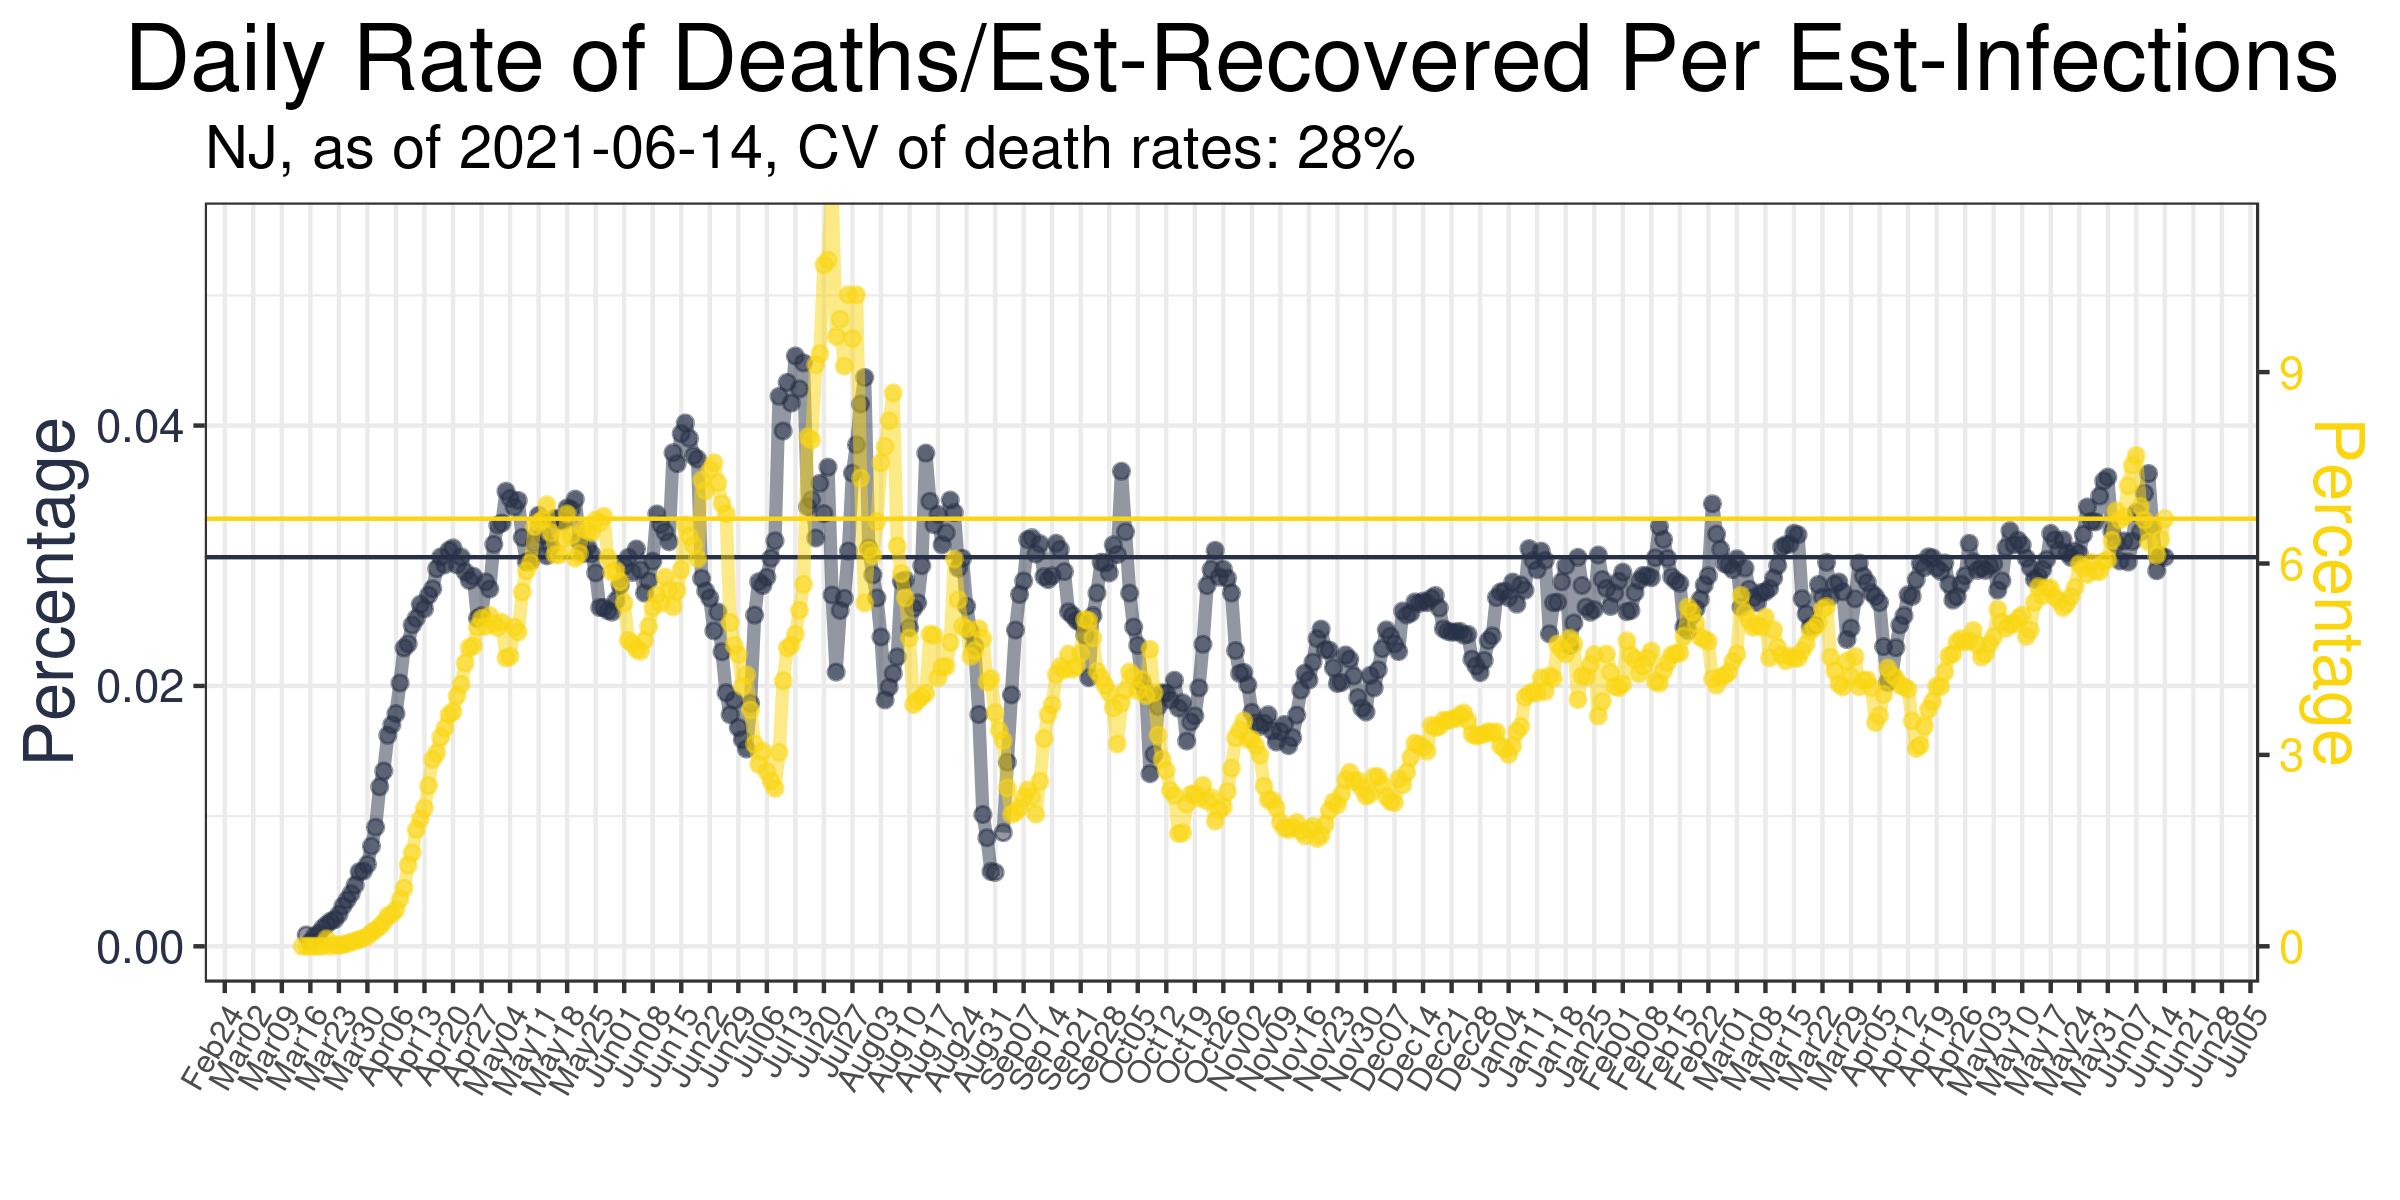 Daily Rate of Deaths/Est-Recovered Per Est-Infections
NJ, as of 2021-06-14, CV of death rates: 28%
Percentage
0.04
0.02
0.00
9
6
3
0
Percentage
Feb24
Mar02
Mar09
Mar16
Mar23
Mar30
Apr06
Apr13
Apr20
Apr27
May04
May11
May18
May25
Jun01
Jun08
Jun15
Jun22
Jun29
Jul06
Jul13
Jul20
Jul27
Aug03
Aug10
Aug17
Aug24
Aug31
Sep07
Sep14
Sep21
Sep28
Oct05
Oct12
Oct19
Oct26
Nov02
Nov09
Nov16
Nov23
Nov30
Dec07
Dec14
Dec21
Dec28
Jan04
Jan11
Jan18
Jan25
Feb01
Feb08
Feb15
Feb22
Mar01
Mar08
Mar15
Mar22
Mar29
Apr05
Apr12
Apr19
Apr26
May03
May10
May17
May24
May31
Jun07
Jun14
Jun21
Jun28
Jul05